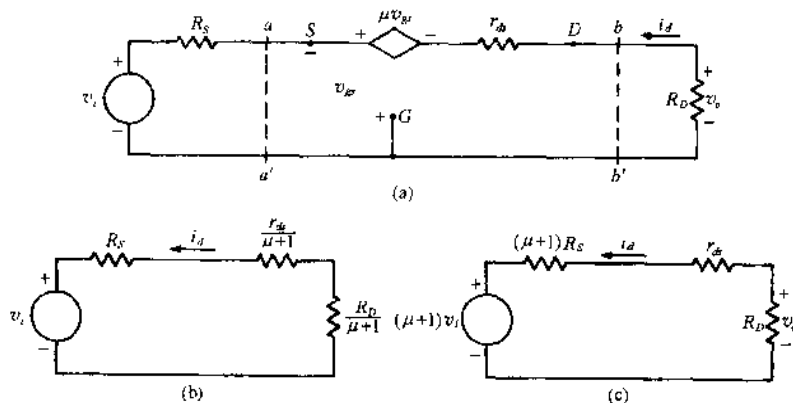 R_S a S μv_gs r_ds D b i_d
+ + − +
− v_gs
v_i R_D v_o
+ G
− −
a' b'
(a)
R_S i_d r_ds/μ+1
+
v_i R_D/μ+1
−
(b)
(μ+1)R_S i_d r_ds
+ +
(μ+1)v_i R_D
− −
(c)